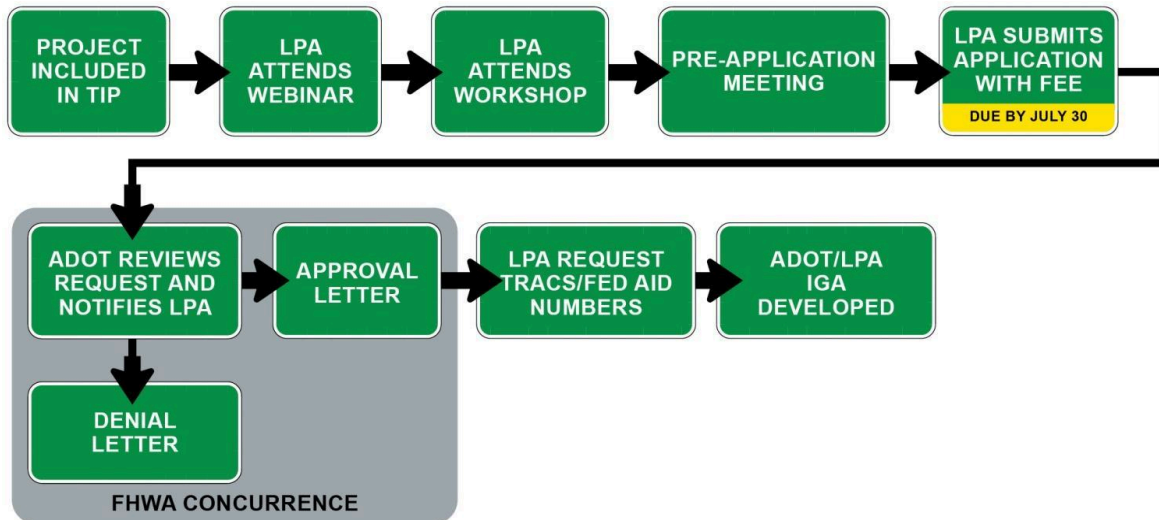 PROJECT
INCLUDED
IN TIP
LPA
ATTENDS
WEBINAR
LPA
ATTENDS
WORKSHOP
PRE-APPLICATION
MEETING
LPA SUBMITS
APPLICATION
WITH FEE
DUE BY JULY 30
ADOT REVIEWS
REQUEST AND
NOTIFIES LPA
APPROVAL
LETTER
LPA REQUEST
TRACS/FED AID
NUMBERS
ADOT/LPA
IGA
DEVELOPED
DENIAL
LETTER
FHWA CONCURRENCE